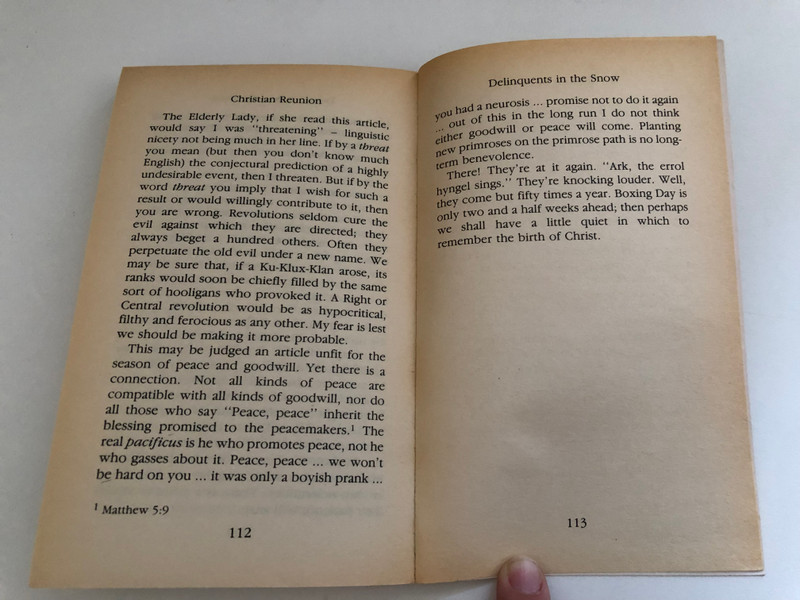 Christian Reunion
The Elderly Lady, if she read this article,
would say I was "threatening" – linguistic
nicety not being much in her line. If by a threat
you mean (but then you don't know much
English) the conjectural prediction of a highly
undesirable event, then I threaten. But if by the
word threat you imply that I wish for such a
result or would willingly contribute to it, then
you are wrong. Revolutions seldom cure the
evil against which they are directed; they
always beget a hundred others. Often they
perpetuate the old evil under a new name. We
may be sure that, if a Ku-Klux-Klan arose, its
ranks would soon be chiefly filled by the same
sort of hooligans who provoked it. A Right or
Central revolution would be as hypocritical,
filthy and ferocious as any other. My fear is lest
we should be making it more probable.
This may be judged an article unfit for the
season of peace and goodwill. Yet there is a
connection. Not all kinds of peace are
compatible with all kinds of goodwill, nor do
all those who say "Peace, peace" inherit the
blessing promised to the peacemakers.¹ The
real pacificus is he who promotes peace, not he
who gasses about it. Peace, peace ... we won't
be hard on you ... it was only a boyish prank ...
¹ Matthew 5:9
112
Delinquents in the Snow
you had a neurosis ... promise not to do it again
... out of this in the long run I do not think
either goodwill or peace will come. Planting
new primroses on the primrose path is no long-
term benevolence.
There! They're at it again. "Ark, the errol
hyngel sings." They're knocking louder. Well,
they come but fifty times a year. Boxing Day is
only two and a half weeks ahead; then perhaps
we shall have a little quiet in which to
remember the birth of Christ.
113